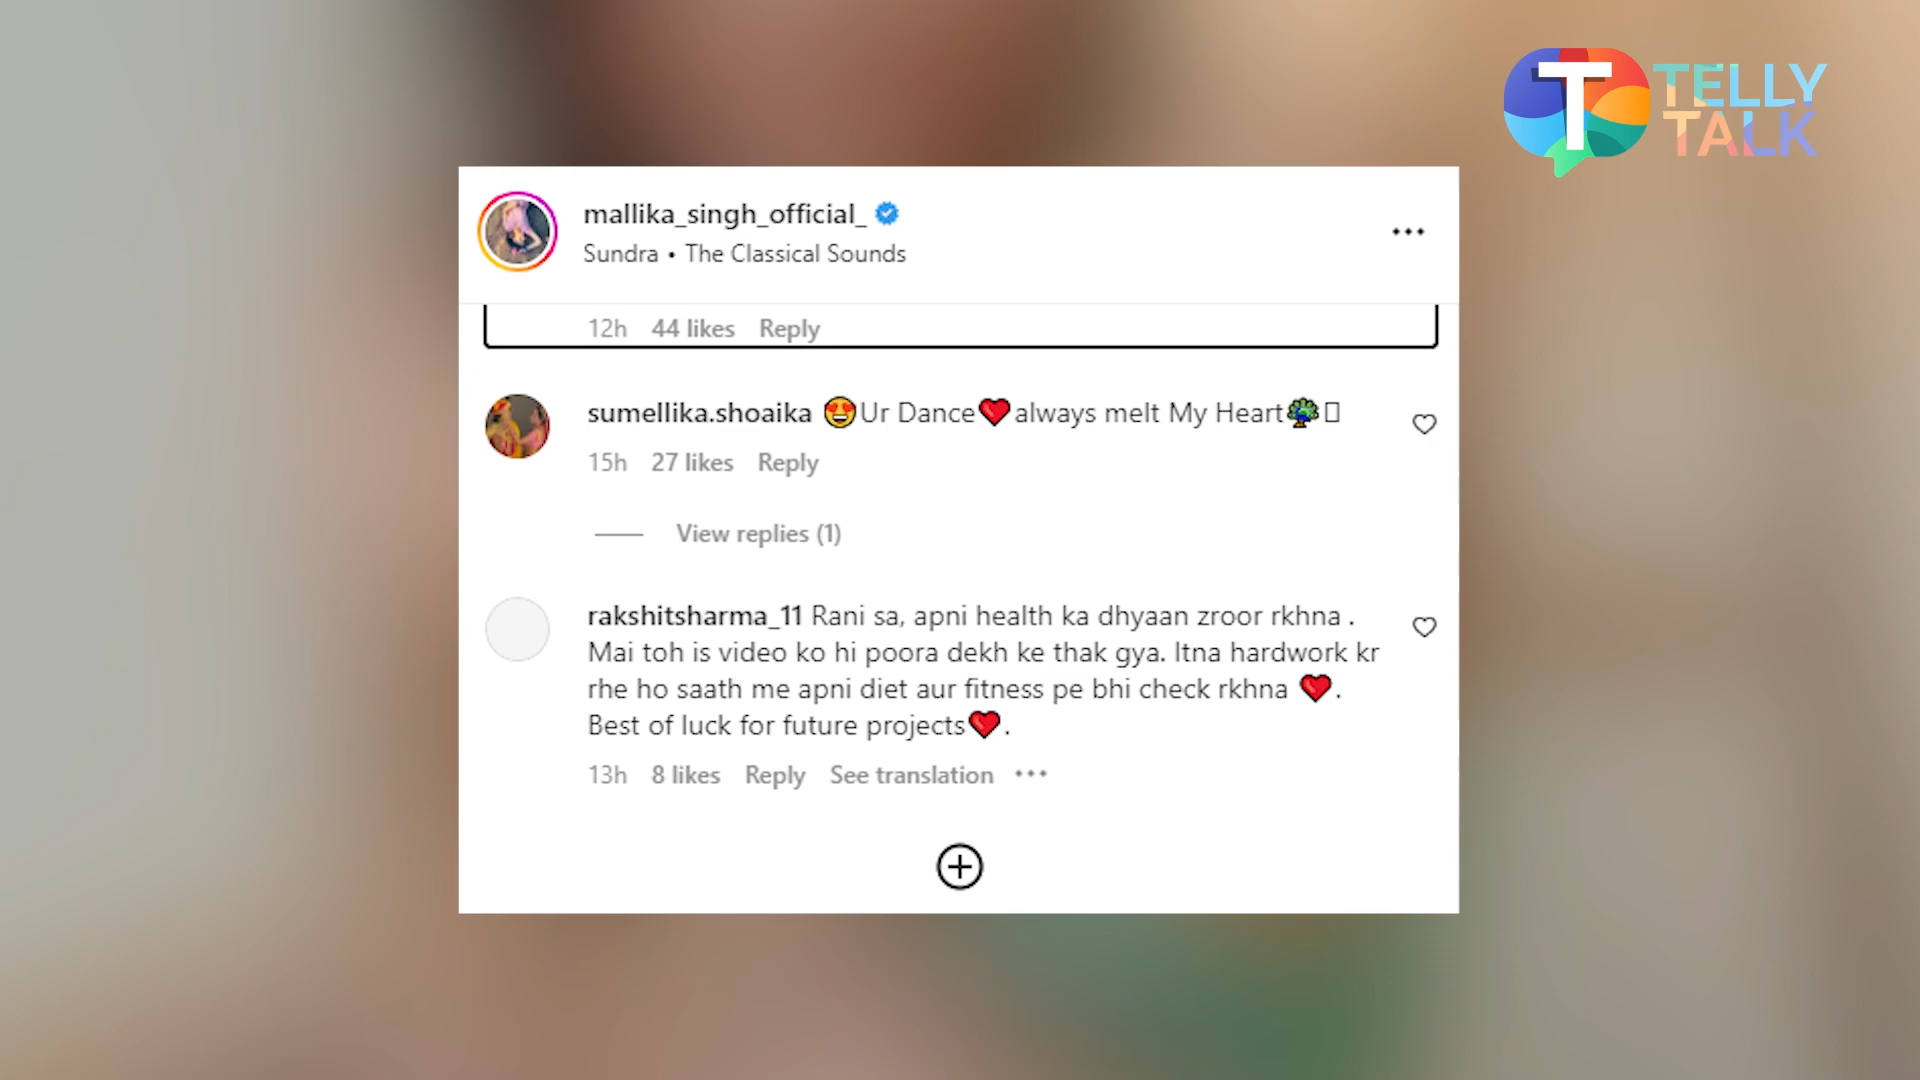 TELLY
TALK
mallika_singh_official_
Sundra • The Classical Sounds
12h 44 likes Reply
sumellika.shoaika 😍Ur Dance❤️always melt My Heart🦚
15h 27 likes Reply
View replies (1)
rakshitsharma_11 Rani sa, apni health ka dhyaan zroor rkhna .
Mai toh is video ko hi poora dekh ke thak gya. Itna hardwork kr
rhe ho saath me apni diet aur fitness pe bhi check rkhna ❤️.
Best of luck for future projects❤️.
13h 8 likes Reply See translation •••